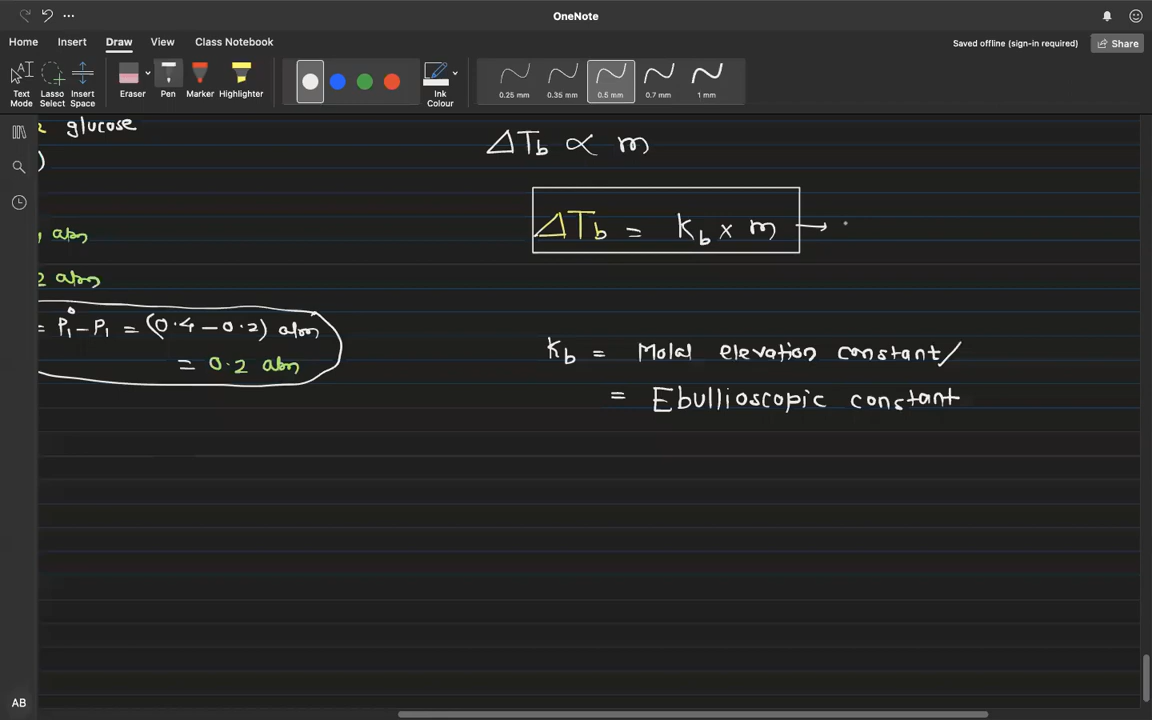 OneNote
Home Insert Draw View Class Notebook
Saved offline (sign-in required)
Share
Text Mode
Lasso Select
Insert Space
Eraser
Pen
Marker
Highlighter
Ink Colour
0.25 mm
0.35 mm
0.5 mm
0.7 mm
1 mm
glucose
)
atm
2 atm
= P₁⁰ - P₁ = (0.4 - 0.2) atm
= 0.2 atm
ΔTb ∝ m
ΔTb = Kb × m →
Kb = Molal elevation constant/
= Ebullioscopic constant
AB